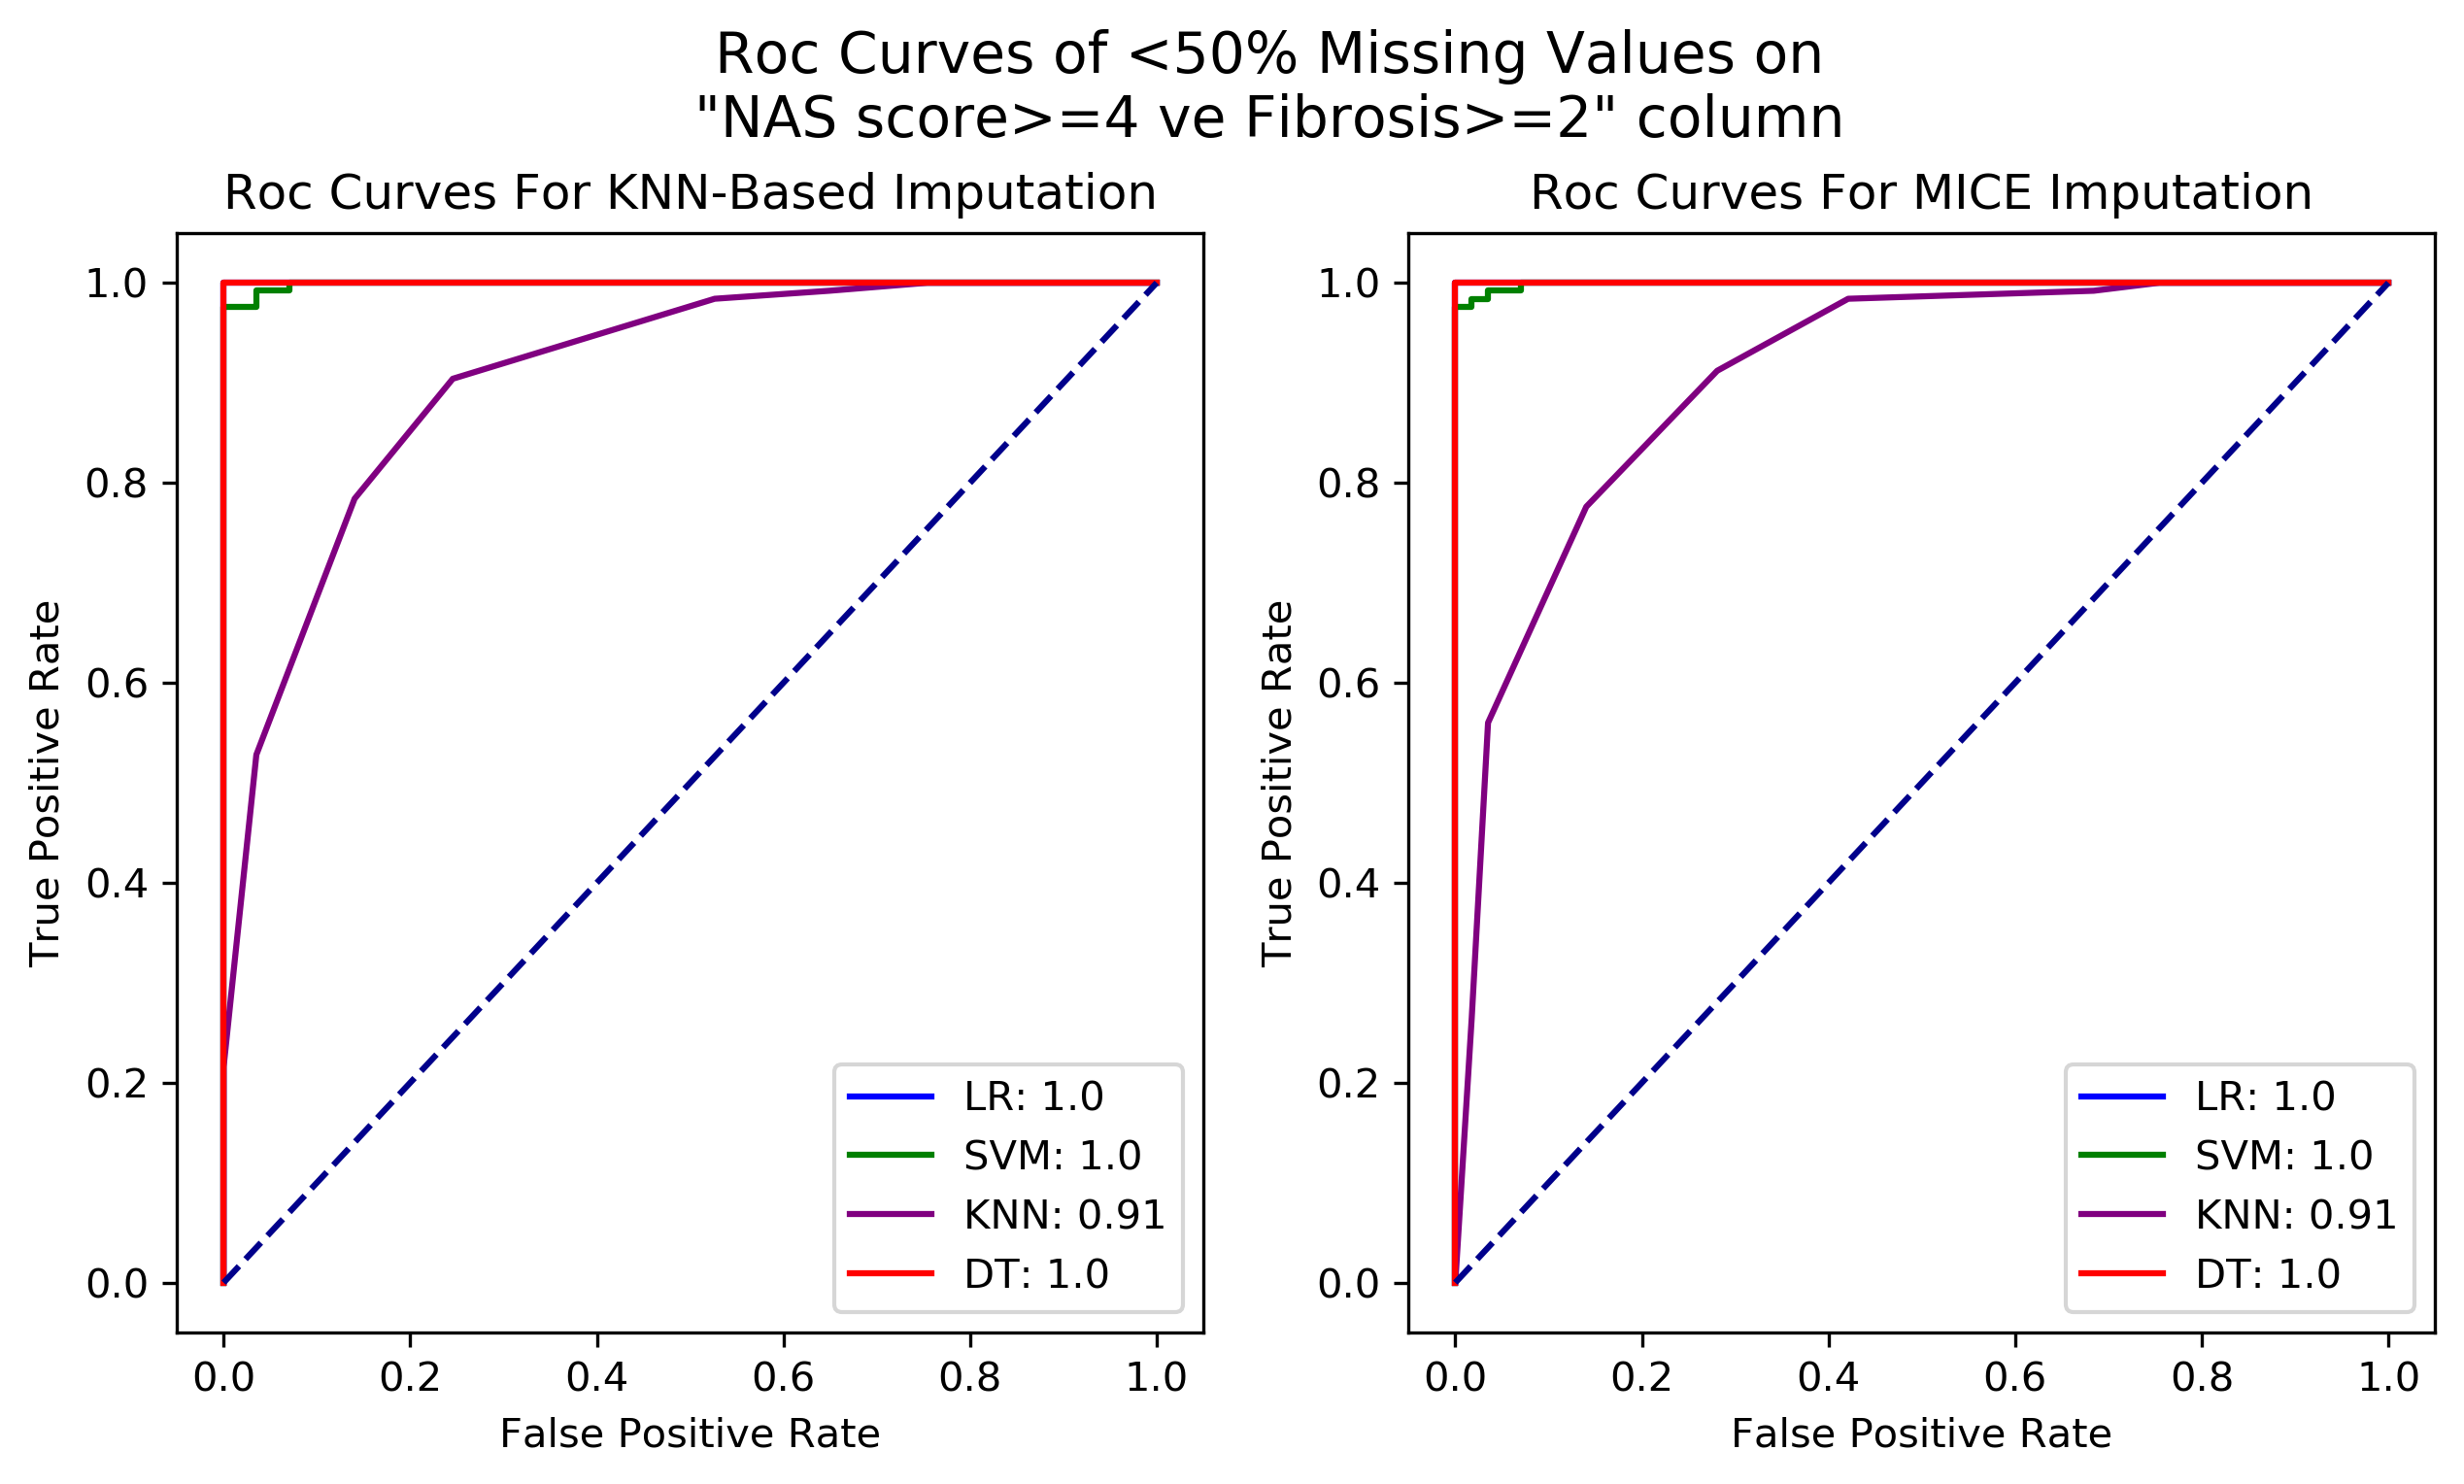 Roc Curves of <50% Missing Values on
"NAS score>=4 ve Fibrosis>=2" column
Roc Curves For KNN-Based Imputation
1.0
0.8
0.6
0.4
0.2
0.0
True Positive Rate
LR: 1.0
SVM: 1.0
KNN: 0.91
DT: 1.0
0.0 0.2 0.4 0.6 0.8 1.0
False Positive Rate
Roc Curves For MICE Imputation
1.0
0.8
0.6
0.4
0.2
0.0
True Positive Rate
LR: 1.0
SVM: 1.0
KNN: 0.91
DT: 1.0
0.0 0.2 0.4 0.6 0.8 1.0
False Positive Rate